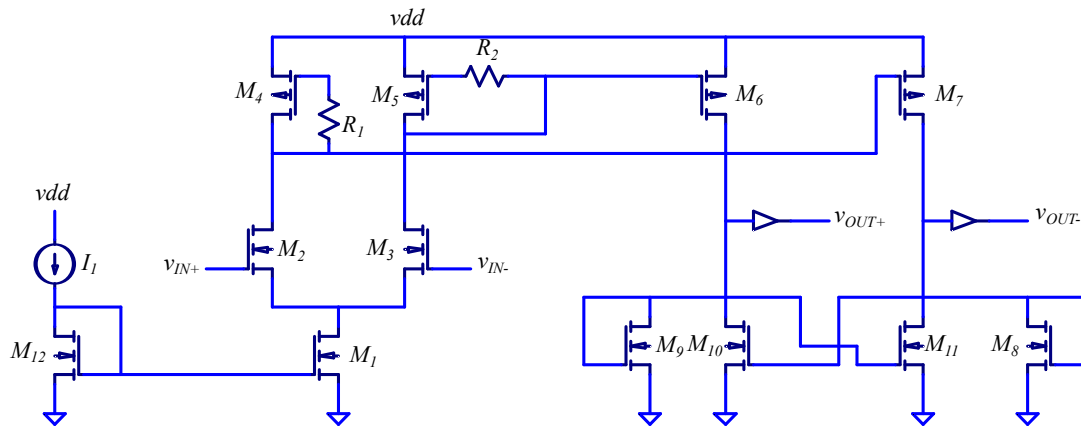 vdd
R2
M4
M5
M6
M7
R1
vdd
I1
vIN+
M2
M3
vIN-
vOUT+
vOUT-
M12
M1
M9
M10
M11
M8